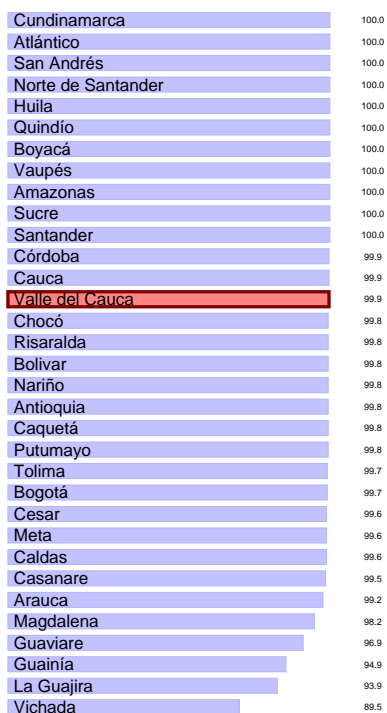 Cundinamarca 100.0
Atlántico 100.0
San Andrés 100.0
Norte de Santander 100.0
Huila 100.0
Quindío 100.0
Boyacá 100.0
Vaupés 100.0
Amazonas 100.0
Sucre 100.0
Santander 100.0
Córdoba 99.9
Cauca 99.9
Valle del Cauca 99.9
Chocó 99.8
Risaralda 99.8
Bolivar 99.8
Nariño 99.8
Antioquia 99.8
Caquetá 99.8
Putumayo 99.8
Tolima 99.7
Bogotá 99.7
Cesar 99.6
Meta 99.6
Caldas 99.6
Casanare 99.5
Arauca 99.2
Magdalena 98.2
Guaviare 96.9
Guainía 94.9
La Guajira 93.9
Vichada 89.5